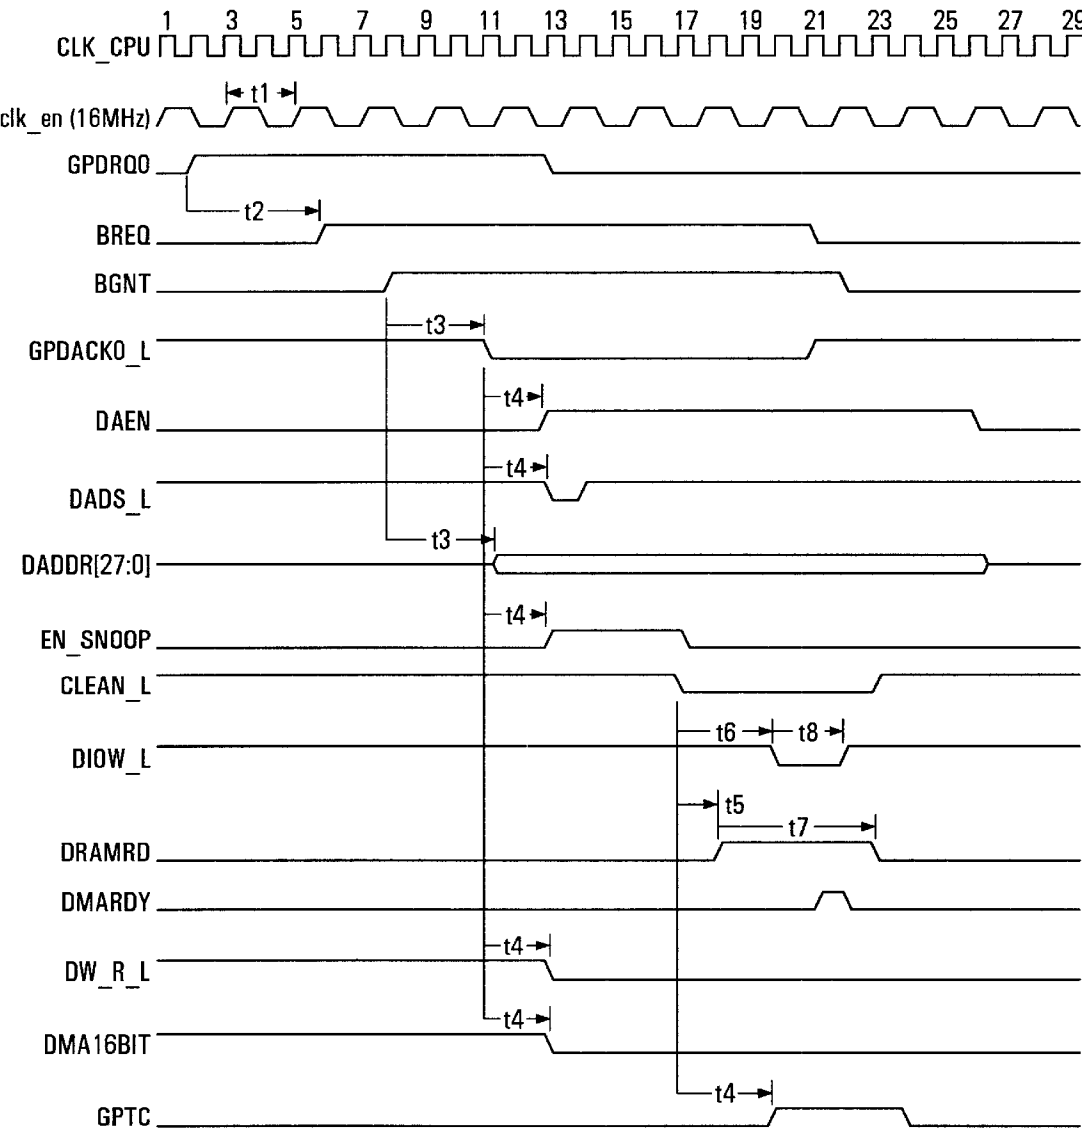 1 3 5 7 9 11 13 15 17 19 21 23 25 27 29
CLK_CPU
clk_en (16MHz)
t1
GPDRQ0
t2
BREQ
BGNT
t3
GPDACK0_L
t4
DAEN
t4
DADS_L
t3
DADDR[27:0]
t4
EN_SNOOP
CLEAN_L
t6 t8
DIOW_L
t5
t7
DRAMRD
DMARDY
t4
DW_R_L
t4
DMA16BIT
t4
GPTC